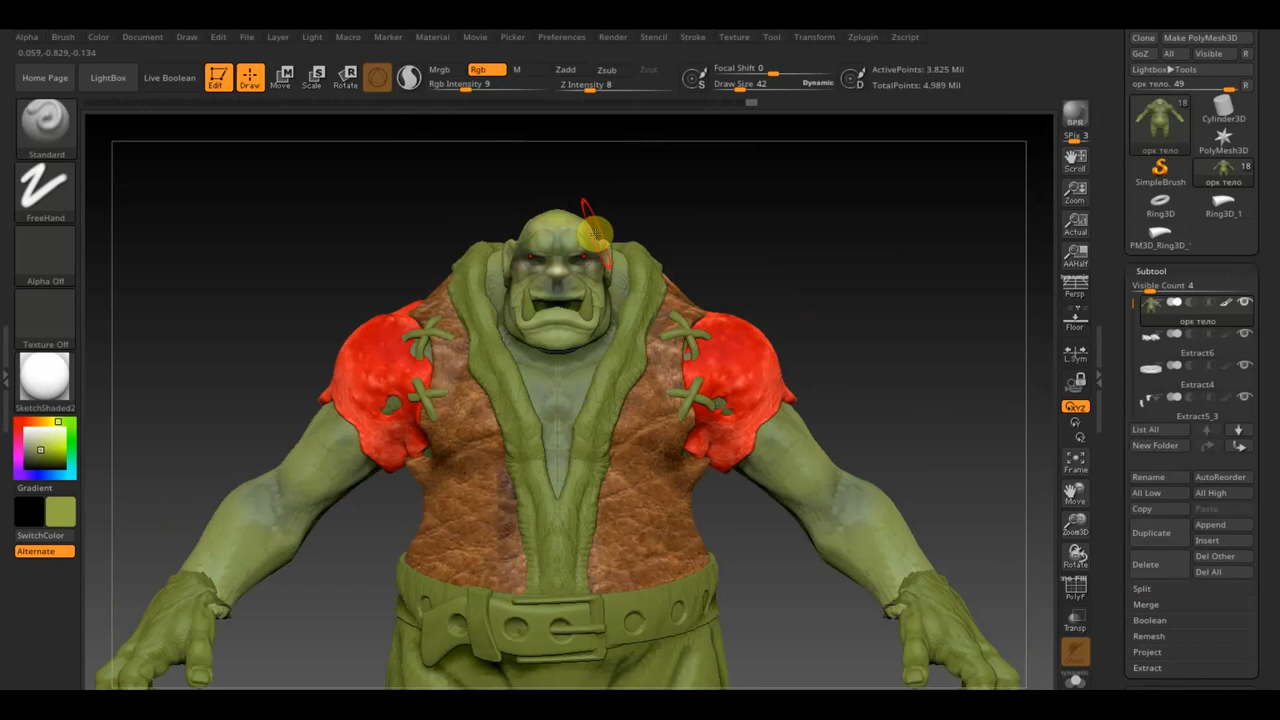 Alpha Brush Color Document Draw Edit File Layer Light Macro Marker Material Movie Picker Preferences Render Stencil Stroke Texture Tool Transform Zplugin Zscript
0.059,-0.829,-0.134
Home Page LightBox Live Boolean Edit Draw Move Scale Rotate
Mrgb Rgb M Zadd Zsub Zcut
Rgb Intensity 9 Z Intensity 8
S
Focal Shift 0
Draw Size 42 Dynamic
D
ActivePoints: 3.825 Mil
TotalPoints: 4.989 Mil
Standard
FreeHand
Alpha Off
Texture Off
SketchShaded2
Gradient
SwitchColor
Alternate
BPR
SPix 3
Scroll
Zoom
Actual
AAHalf
Dynamic
Persp
Floor
L.Sym
XYZ
Frame
Move
Zoom3D
Rotate
PolyF
Transp
Dynamic
Clone Make PolyMesh3D
GoZ All Visible R
Lightbox▶Tools
орк тело. 49 R
18
орк тело
Cylinder3D
PolyMesh3D
SimpleBrush
18
орк тело
Ring3D
Ring3D_1
PM3D_Ring3D_
Subtool
Visible Count 4
орк тело
Extract6
Extract4
Extract5_3
List All
New Folder
Rename AutoReorder
All Low All High
Copy Paste
Duplicate Append
Insert
Delete Del Other
Del All
Split
Merge
Boolean
Remesh
Project
Extract